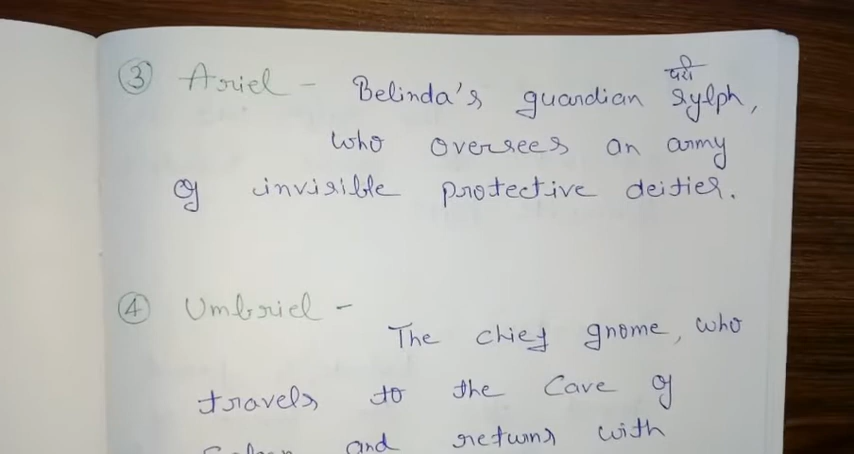 ③ Ariel - Belinda's guardian परी sylph,
who oversees an army
of invisible protective deities.
④ Umbriel -
The chief gnome, who
travels to the Cave of
and returns with